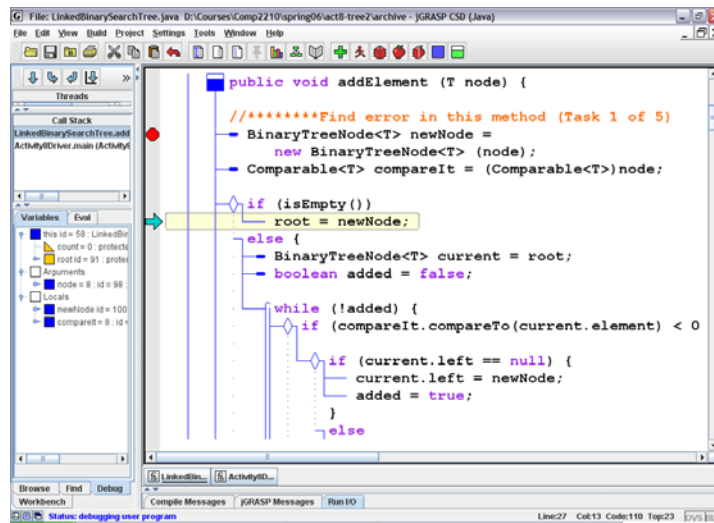 File: LinkedBinarySearchTree.java D:\Courses\Comp2210\spring06\act8-tree2\archive - jGRASP CSD (Java)
File Edit View Build Project Settings Tools Window Help
Threads
Call Stack
LinkedBinarySearchTree.add
Activity8Driver.main (Activity8
Variables Eval
this id = 58 : LinkedBin
count = 0 : protecte
root id = 91 : protec
Arguments
node = 8 : id = 98 :
Locals
newNode id = 100
compareIt = 8 : id =
public void addElement (T node) {
//********Find error in this method (Task 1 of 5)
BinaryTreeNode<T> newNode =
new BinaryTreeNode<T> (node);
Comparable<T> compareIt = (Comparable<T>)node;
if (isEmpty())
root = newNode;
else {
BinaryTreeNode<T> current = root;
boolean added = false;
while (!added) {
if (compareIt.compareTo(current.element) < 0
if (current.left == null) {
current.left = newNode;
added = true;
}
else
LinkedBin... Activity8D...
Browse Find Debug
Workbench
Compile Messages jGRASP Messages Run I/O
Status: debugging user program
Line:27 Col:13 Code:110 Top:23 OVS